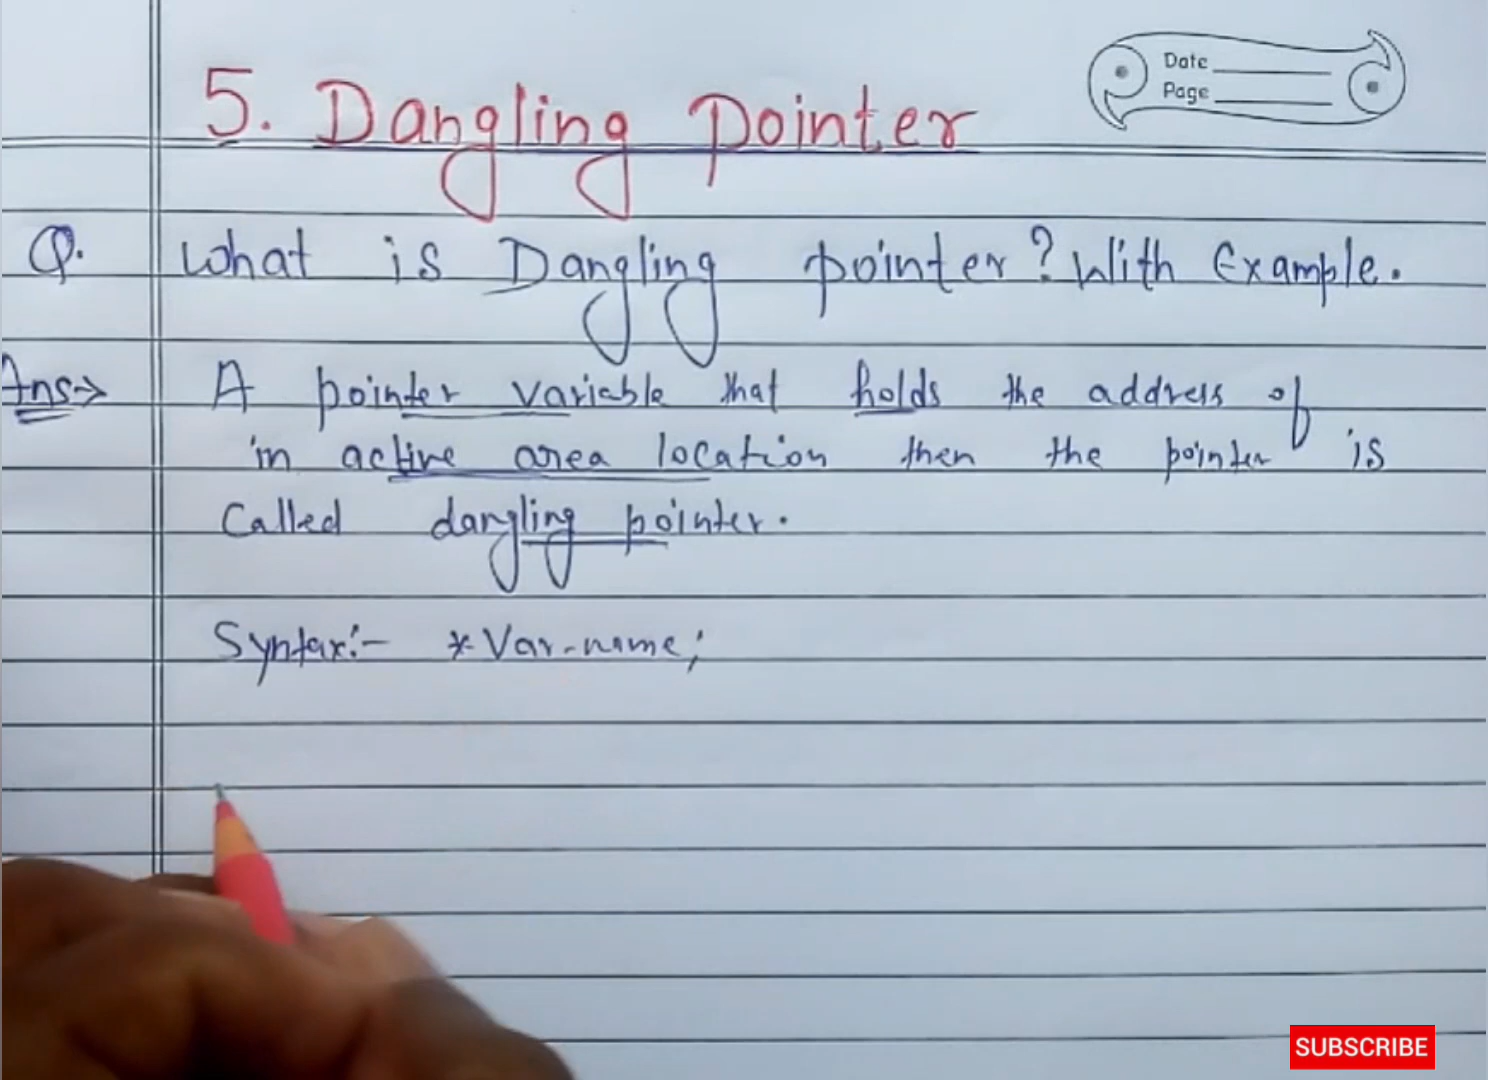 Date
Page
5. Dangling pointer
Q. What is Dangling pointer? With Example.
Ans-> A pointer variable that holds the address of
in active area location then the pointer is
Called dangling pointer.
Syntax:- *Var-name;
SUBSCRIBE